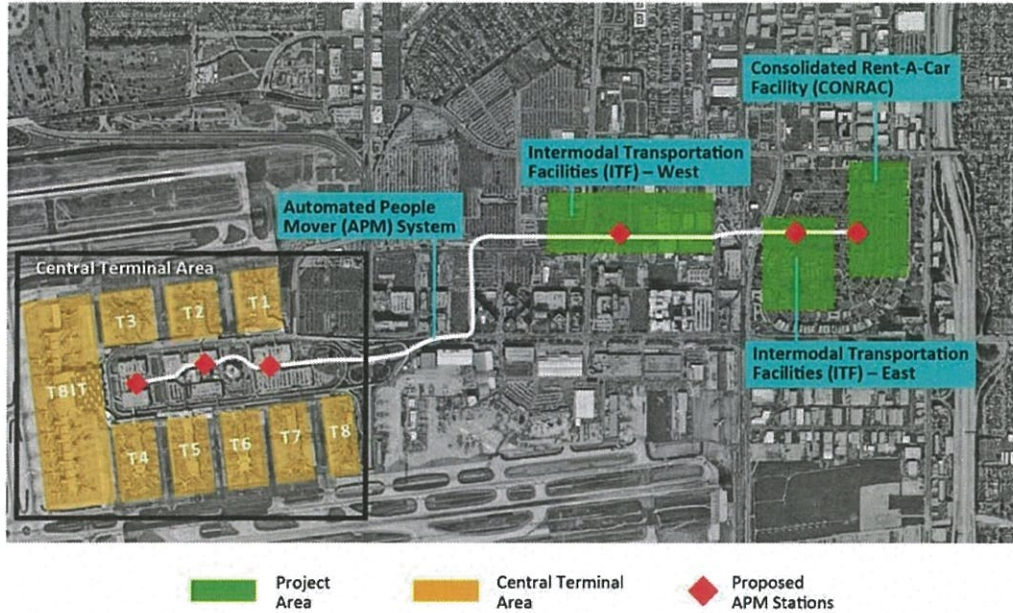 Consolidated Rent-A-Car
Facility (CONRAC)
Intermodal Transportation
Facilities (ITF) – West
Automated People
Mover (APM) System
Central Terminal Area
T3
T2
T1
TBIT
T4
T5
T6
T7
T8
Intermodal Transportation
Facilities (ITF) – East
Project
Area
Central Terminal
Area
Proposed
APM Stations